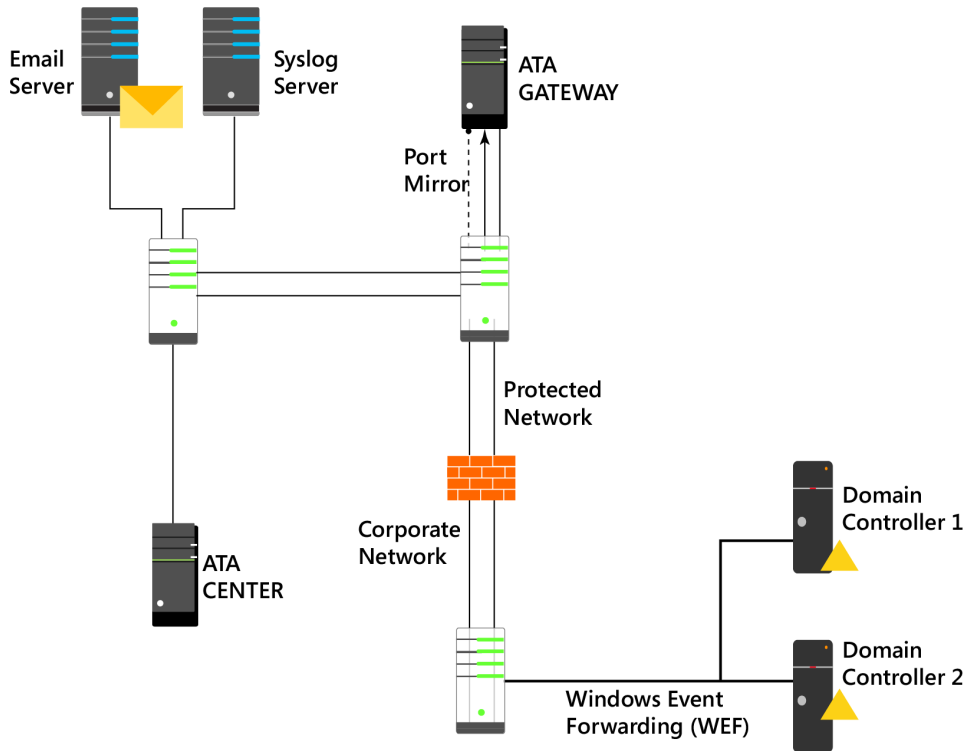 Email
Server
Syslog
Server
ATA
GATEWAY
Port
Mirror
Protected
Network
Corporate
Network
ATA
CENTER
Domain
Controller 1
Domain
Controller 2
Windows Event
Forwarding (WEF)